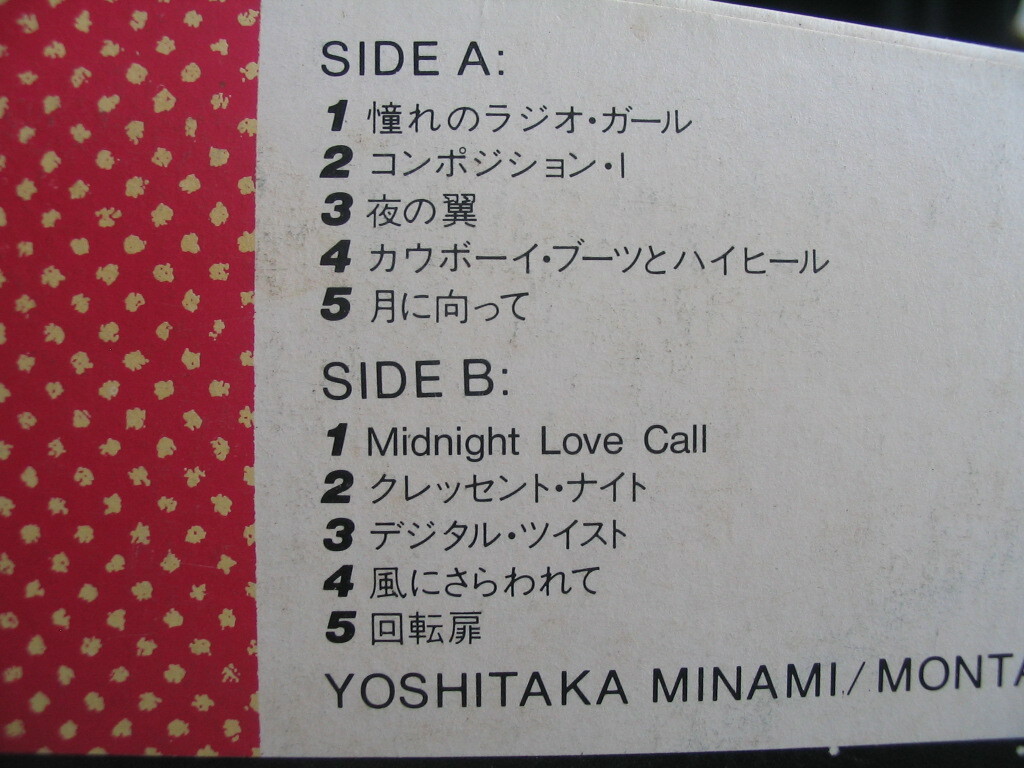 SIDE A:
1 憧れのラジオ・ガール
2 コンポジション・I
3 夜の翼
4 カウボーイ・ブーツとハイヒール
5 月に向って
SIDE B:
1 Midnight Love Call
2 クレッセント・ナイト
3 デジタル・ツイスト
4 風にさらわれて
5 回転扉
YOSHITAKA MINAMI/MONTA